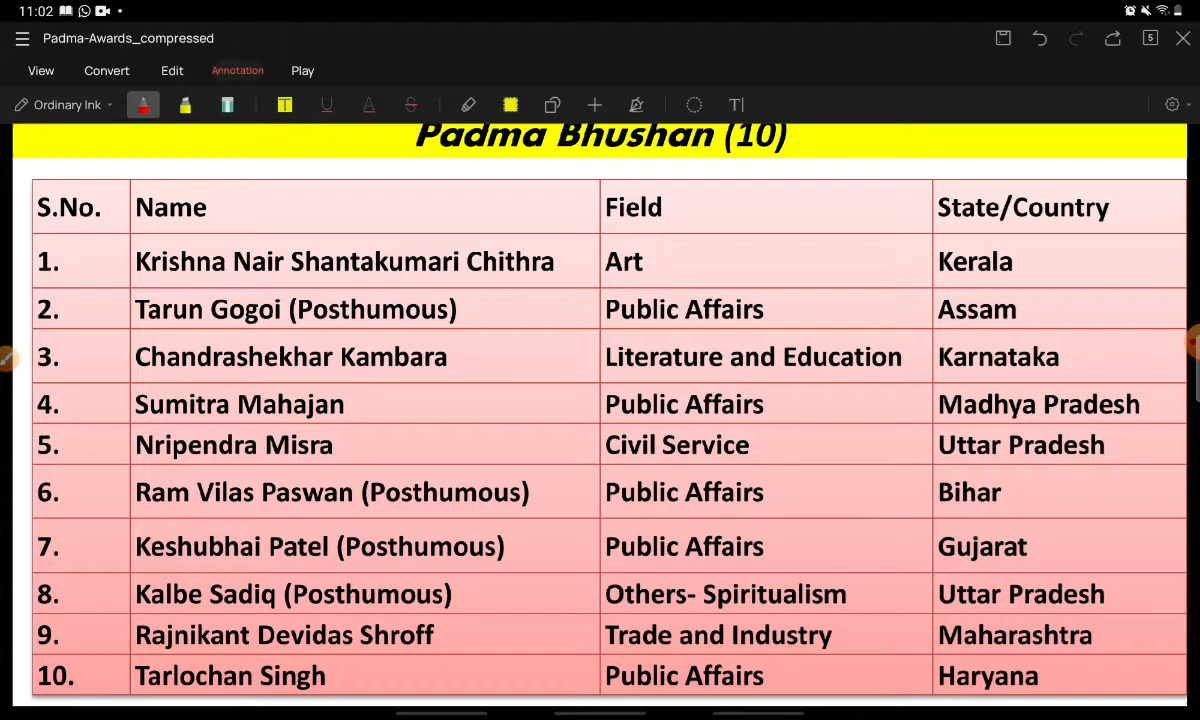 11:02
Padma-Awards_compressed
5
View Convert Edit Annotation Play
Ordinary Ink T U A S T
Padma Bhushan (10)
S.No. Name Field State/Country
1. Krishna Nair Shantakumari Chithra Art Kerala
2. Tarun Gogoi (Posthumous) Public Affairs Assam
3. Chandrashekhar Kambara Literature and Education Karnataka
4. Sumitra Mahajan Public Affairs Madhya Pradesh
5. Nripendra Misra Civil Service Uttar Pradesh
6. Ram Vilas Paswan (Posthumous) Public Affairs Bihar
7. Keshubhai Patel (Posthumous) Public Affairs Gujarat
8. Kalbe Sadiq (Posthumous) Others- Spiritualism Uttar Pradesh
9. Rajnikant Devidas Shroff Trade and Industry Maharashtra
10. Tarlochan Singh Public Affairs Haryana